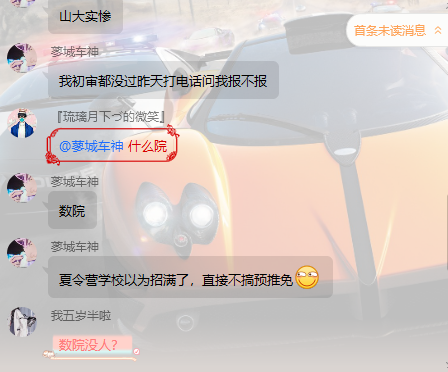 山大实惨
首条未读消息
蓼城车神
我初审都没过昨天打电话问我报不报
『琉璃月下づ的微笑』
@蓼城车神 什么院
蓼城车神
数院
蓼城车神
夏令营学校以为招满了，直接不搞预推免
我五岁半啦
数院没人？